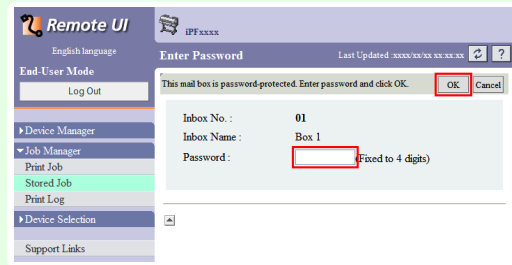 Remote UI
English language
End-User Mode
Log Out
Device Manager
Job Manager
Print Job
Stored Job
Print Log
Device Selection
Support Links
iPFxxxx
Enter Password
Last Updated :xxxx/xx/xx xx:xx:xx
?
This mail box is password-protected. Enter password and click OK.
OK
Cancel
Inbox No. : 01
Inbox Name : Box 1
Password : (Fixed to 4 digits)